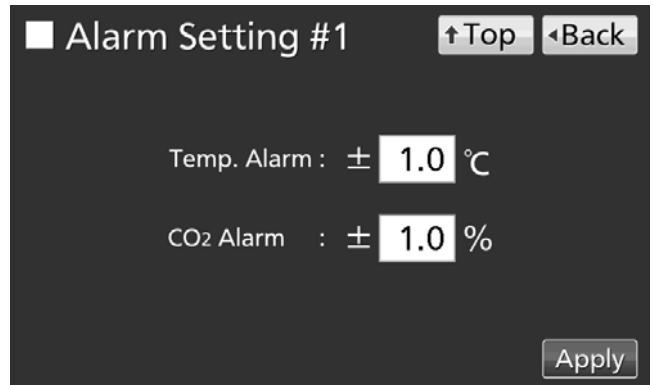 Alarm Setting #1 ↑Top ◂Back
Temp. Alarm : ± 1.0 ℃
CO2 Alarm : ± 1.0 %
Apply